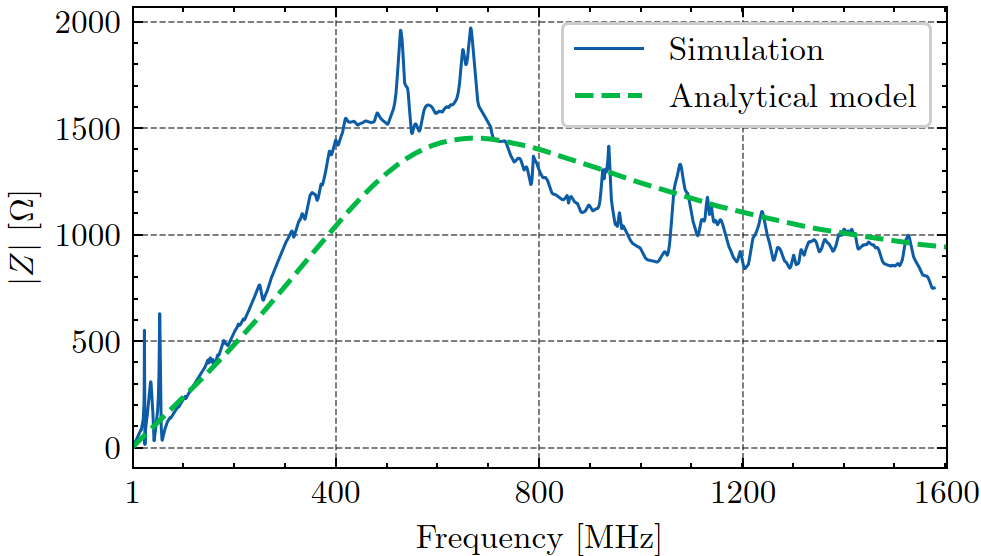 2000
1500
1000
500
0
|Z| [Ω]
Simulation
Analytical model
1 400 800 1200 1600
Frequency [MHz]